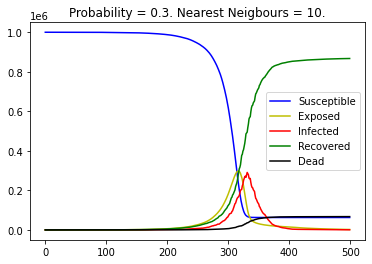 Probability = 0.3. Nearest Neigbours = 10.
1e6
1.0
0.8
0.6
0.4
0.2
0.0
Susceptible
Exposed
Infected
Recovered
Dead
0 100 200 300 400 500